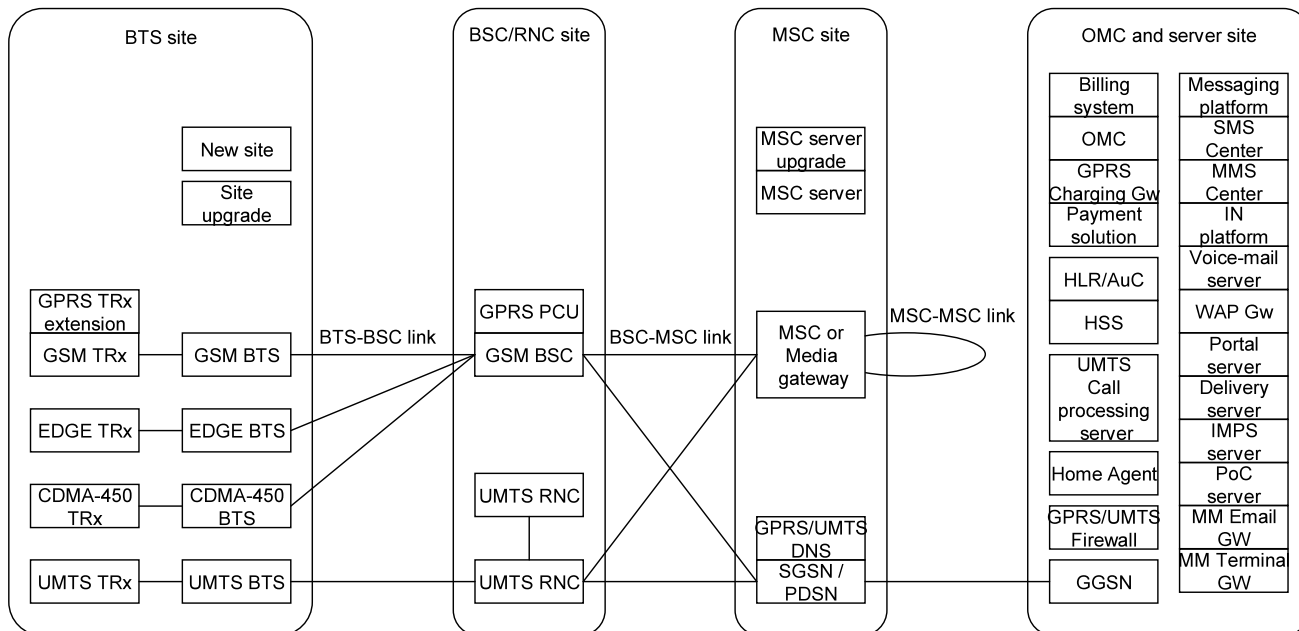 BTS site
New site
Site
upgrade
GPRS TRx
extension
GSM TRx
GSM BTS
EDGE TRx
EDGE BTS
CDMA-450
TRx
CDMA-450
BTS
UMTS TRx
UMTS BTS
BTS-BSC link
BSC/RNC site
GPRS PCU
GSM BSC
UMTS RNC
UMTS RNC
BSC-MSC link
MSC site
MSC server
upgrade
MSC server
MSC or
Media
gateway
MSC-MSC link
GPRS/UMTS
DNS
SGSN /
PDSN
OMC and server site
Billing
system
OMC
GPRS
Charging Gw
Payment
solution
HLR/AuC
HSS
UMTS
Call
processing
server
Home Agent
GPRS/UMTS
Firewall
GGSN
Messaging
platform
SMS
Center
MMS
Center
IN
platform
Voice-mail
server
WAP Gw
Portal
server
Delivery
server
IMPS
server
PoC
server
MM Email
GW
MM Terminal
GW